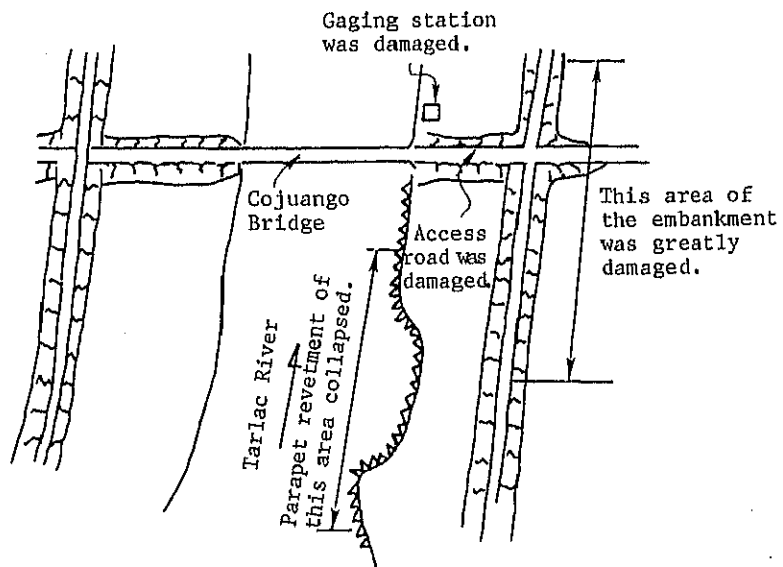 Gaging station
was damaged.
Cojuango
Bridge
Access
road was
damaged.
This area of
the embankment
was greatly
damaged.
Tarlac River
Parapet revetment of
this area collapsed.